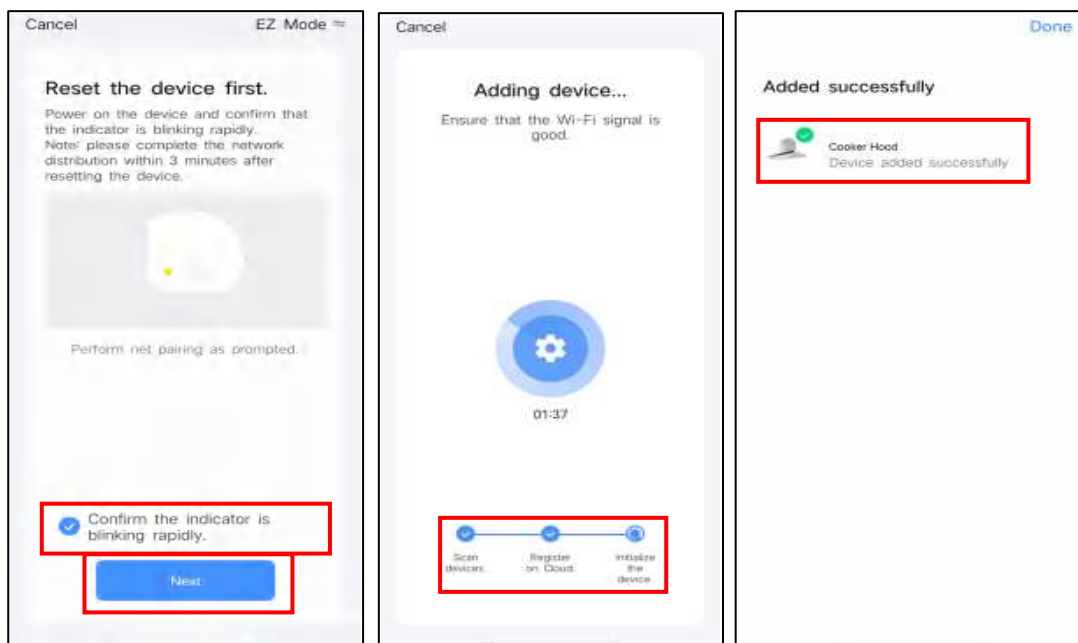 Cancel
EZ Mode
Reset the device first.
Power on the device and confirm that
the indicator is blinking rapidly.
Note: please complete the network
distribution within 3 minutes after
resetting the device.
Perform net pairing as prompted.
Confirm the indicator is
blinking rapidly.
Next
Cancel
Adding device...
Ensure that the Wi-Fi signal is
good.
01:37
Scan
devices.
Register
on Cloud.
Initialize
the
device.
Done
Added successfully
Cooker Hood
Device added successfully